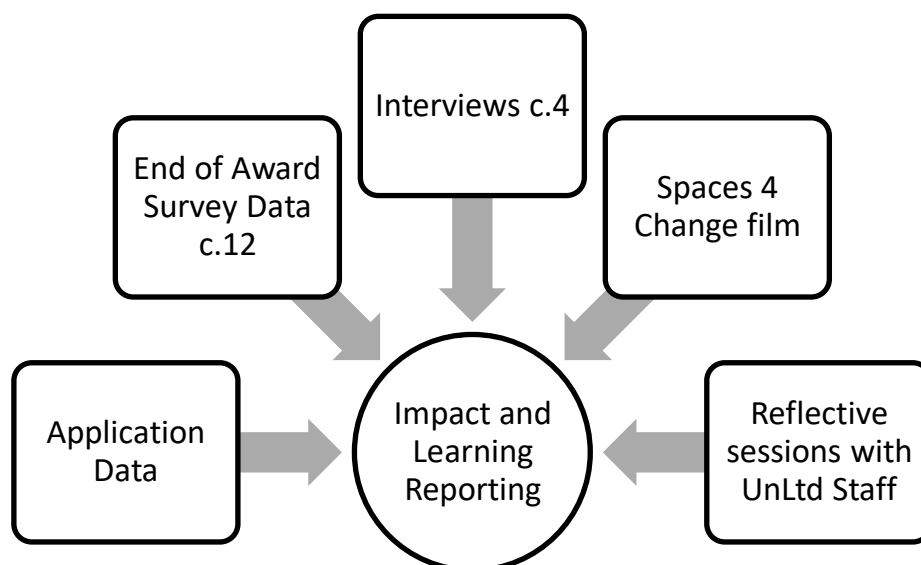 Interviews c.4
End of Award
Survey Data
c.12
Spaces 4
Change film
Application
Data
Impact and
Learning
Reporting
Reflective
sessions with
UnLtd Staff